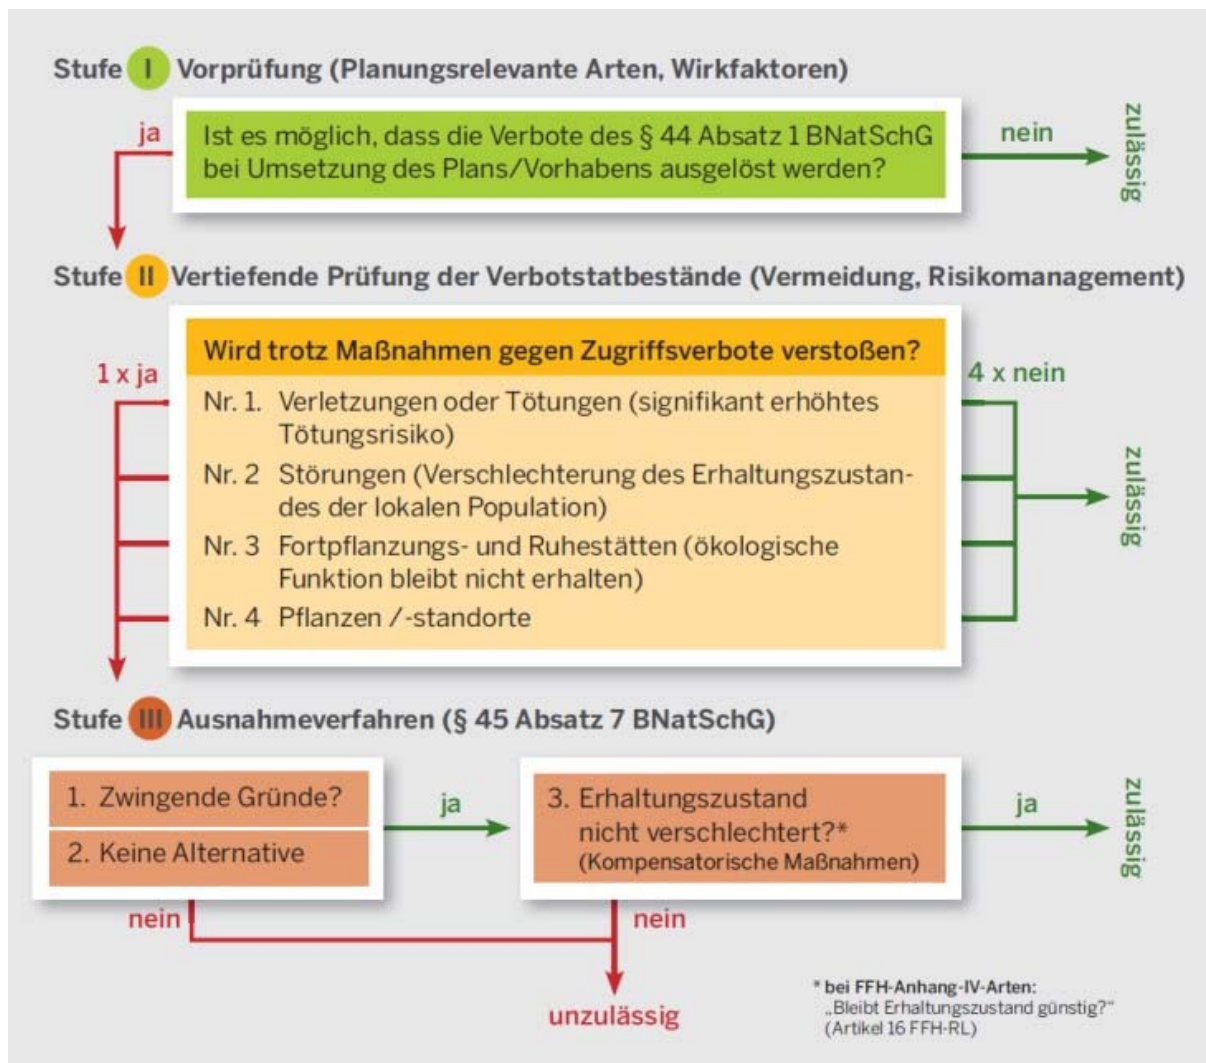 Stufe I Vorprüfung (Planungsrelevante Arten, Wirkfaktoren)
ja
Ist es möglich, dass die Verbote des § 44 Absatz 1 BNatSchG
bei Umsetzung des Plans/Vorhabens ausgelöst werden?
nein
zulässig
Stufe II Vertiefende Prüfung der Verbotstatbestände (Vermeidung, Risikomanagement)
Wird trotz Maßnahmen gegen Zugriffsverbote verstoßen?
1 x ja
4 x nein
Nr. 1. Verletzungen oder Tötungen (signifikant erhöhtes
Tötungsrisiko)
Nr. 2 Störungen (Verschlechterung des Erhaltungszustan-
des der lokalen Population)
Nr. 3 Fortpflanzungs- und Ruhestätten (ökologische
Funktion bleibt nicht erhalten)
Nr. 4 Pflanzen /-standorte
zulässig
Stufe III Ausnahmeverfahren (§ 45 Absatz 7 BNatSchG)
1. Zwingende Gründe?
2. Keine Alternative
ja
3. Erhaltungszustand
nicht verschlechtert?*
(Kompensatorische Maßnahmen)
ja
zulässig
nein
nein
unzulässig
* bei FFH-Anhang-IV-Arten:
„Bleibt Erhaltungszustand günstig?“
(Artikel 16 FFH-RL)